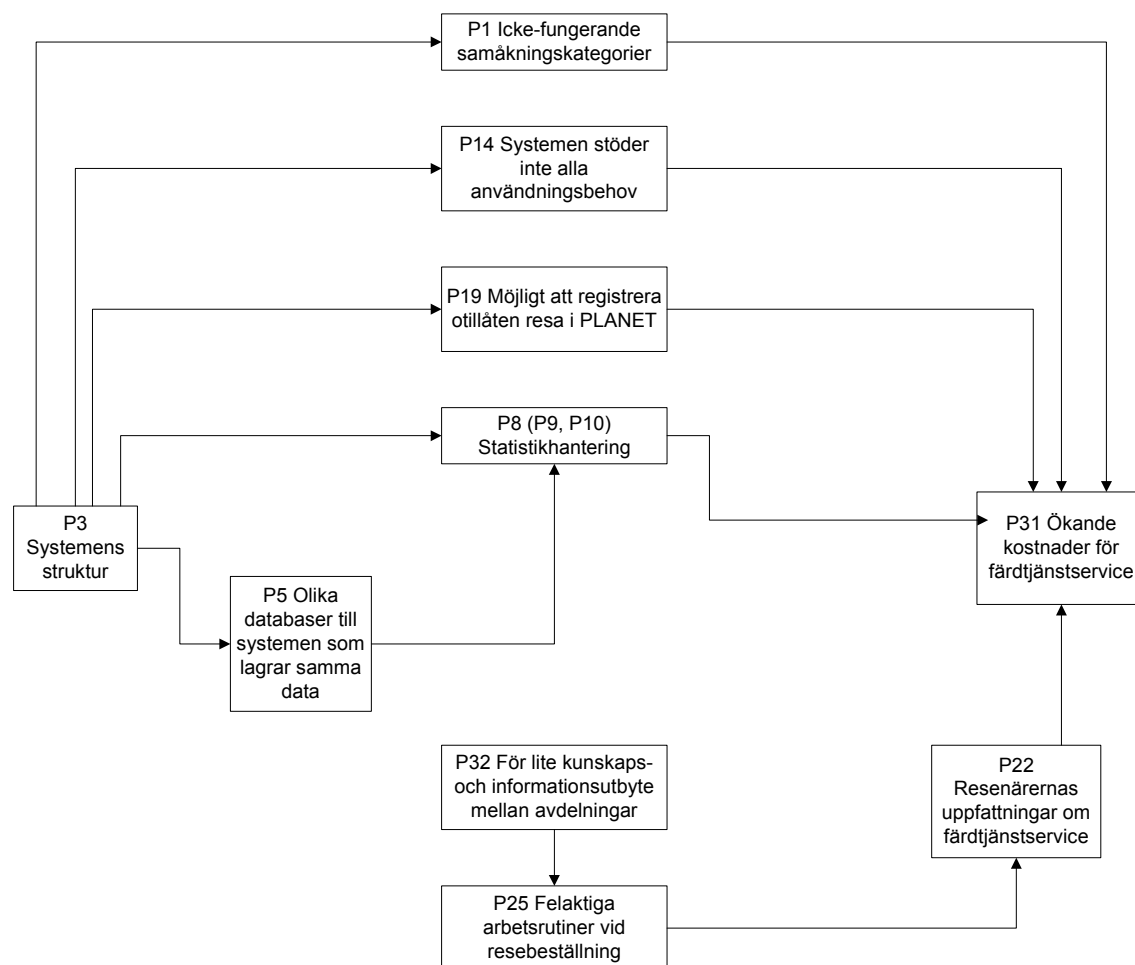 P1 Icke-fungerande
samåkningskategorier
P14 Systemen stöder
inte alla
användningsbehov
P19 Möjligt att registrera
otillåten resa i PLANET
P8 (P9, P10)
Statistikhantering
P3
Systemens
struktur
P31 Ökande
kostnader för
färdtjänstservice
P5 Olika
databaser till
systemen som
lagrar samma
data
P32 För lite kunskaps-
och informationsutbyte
mellan avdelningar
P22
Resenärernas
uppfattningar om
färdtjänstservice
P25 Felaktiga
arbetsrutiner vid
resebeställning